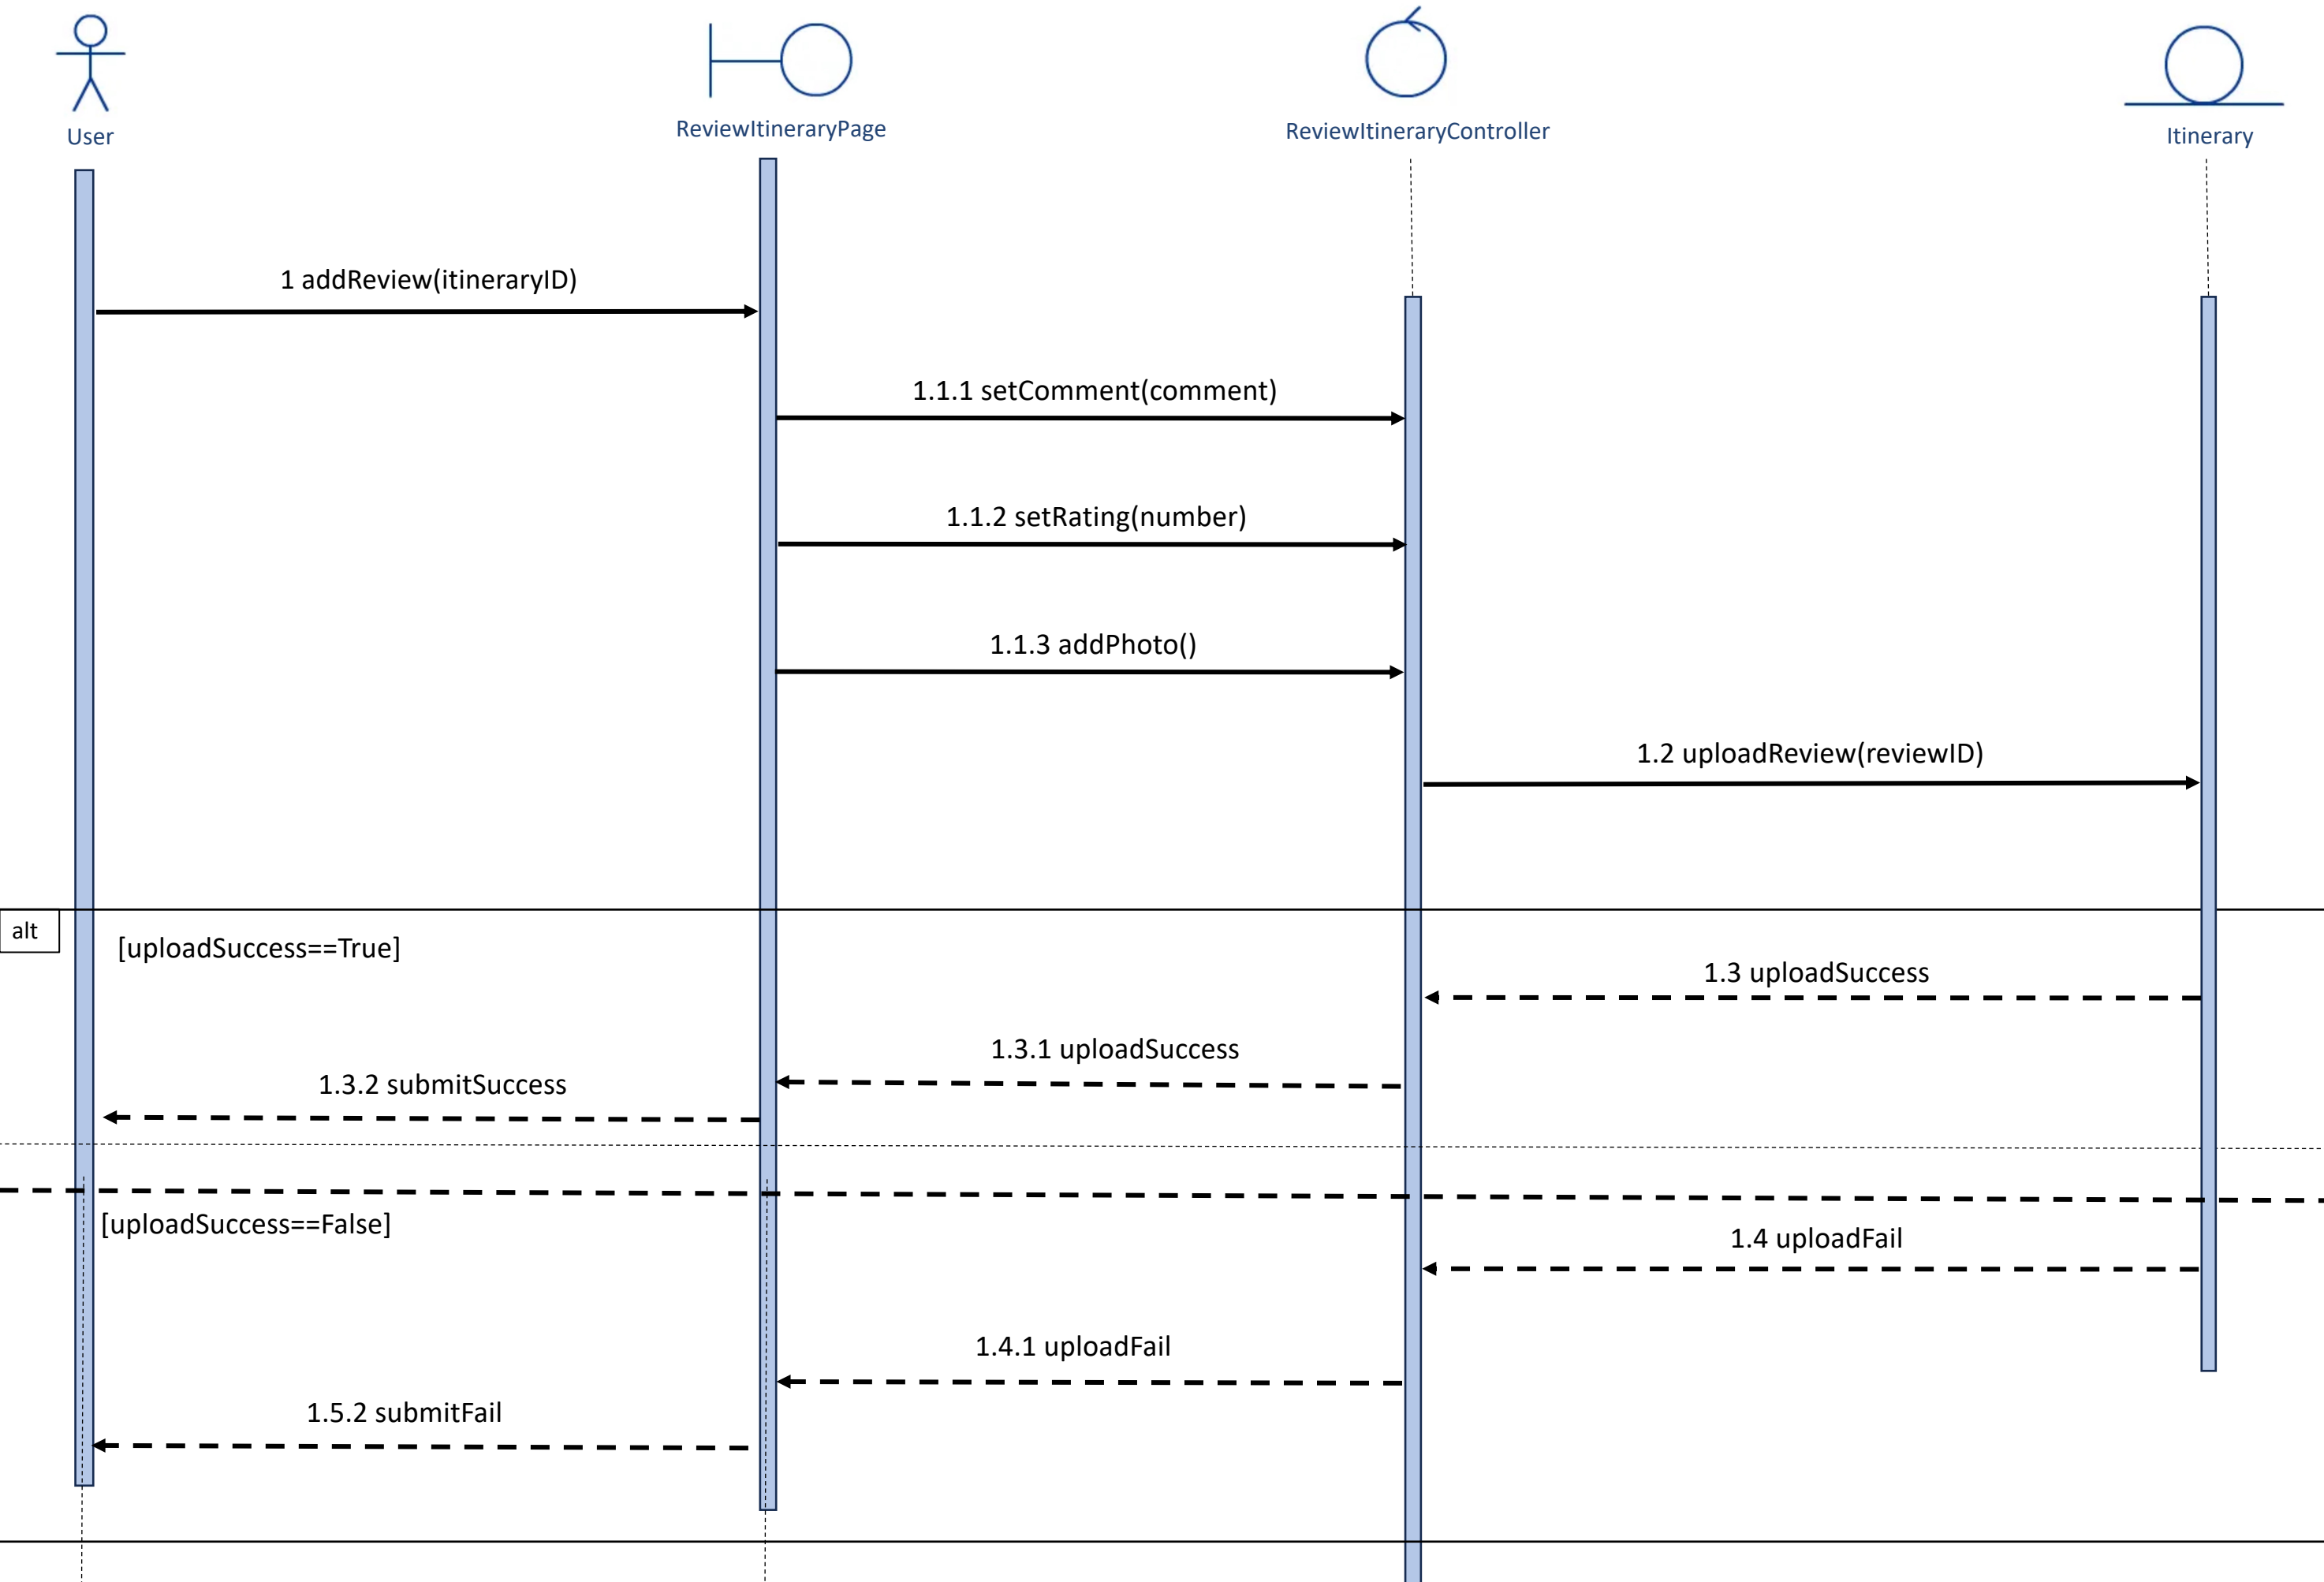 User
ReviewItineraryPage
ReviewItineraryController
Itinerary
1 addReview(itineraryID)
1.1.1 setComment(comment)
1.1.2 setRating(number)
1.1.3 addPhoto()
1.2 uploadReview(reviewID)
alt
[uploadSuccess==True]
1.3 uploadSuccess
1.3.1 uploadSuccess
1.3.2 submitSuccess
[uploadSuccess==False]
1.4 uploadFail
1.4.1 uploadFail
1.5.2 submitFail